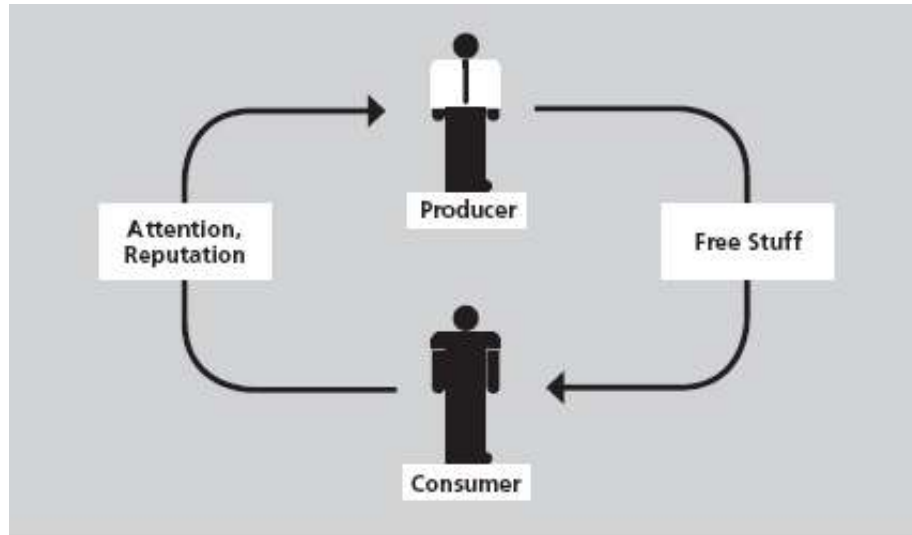 Producer
Attention,
Reputation
Free Stuff
Consumer